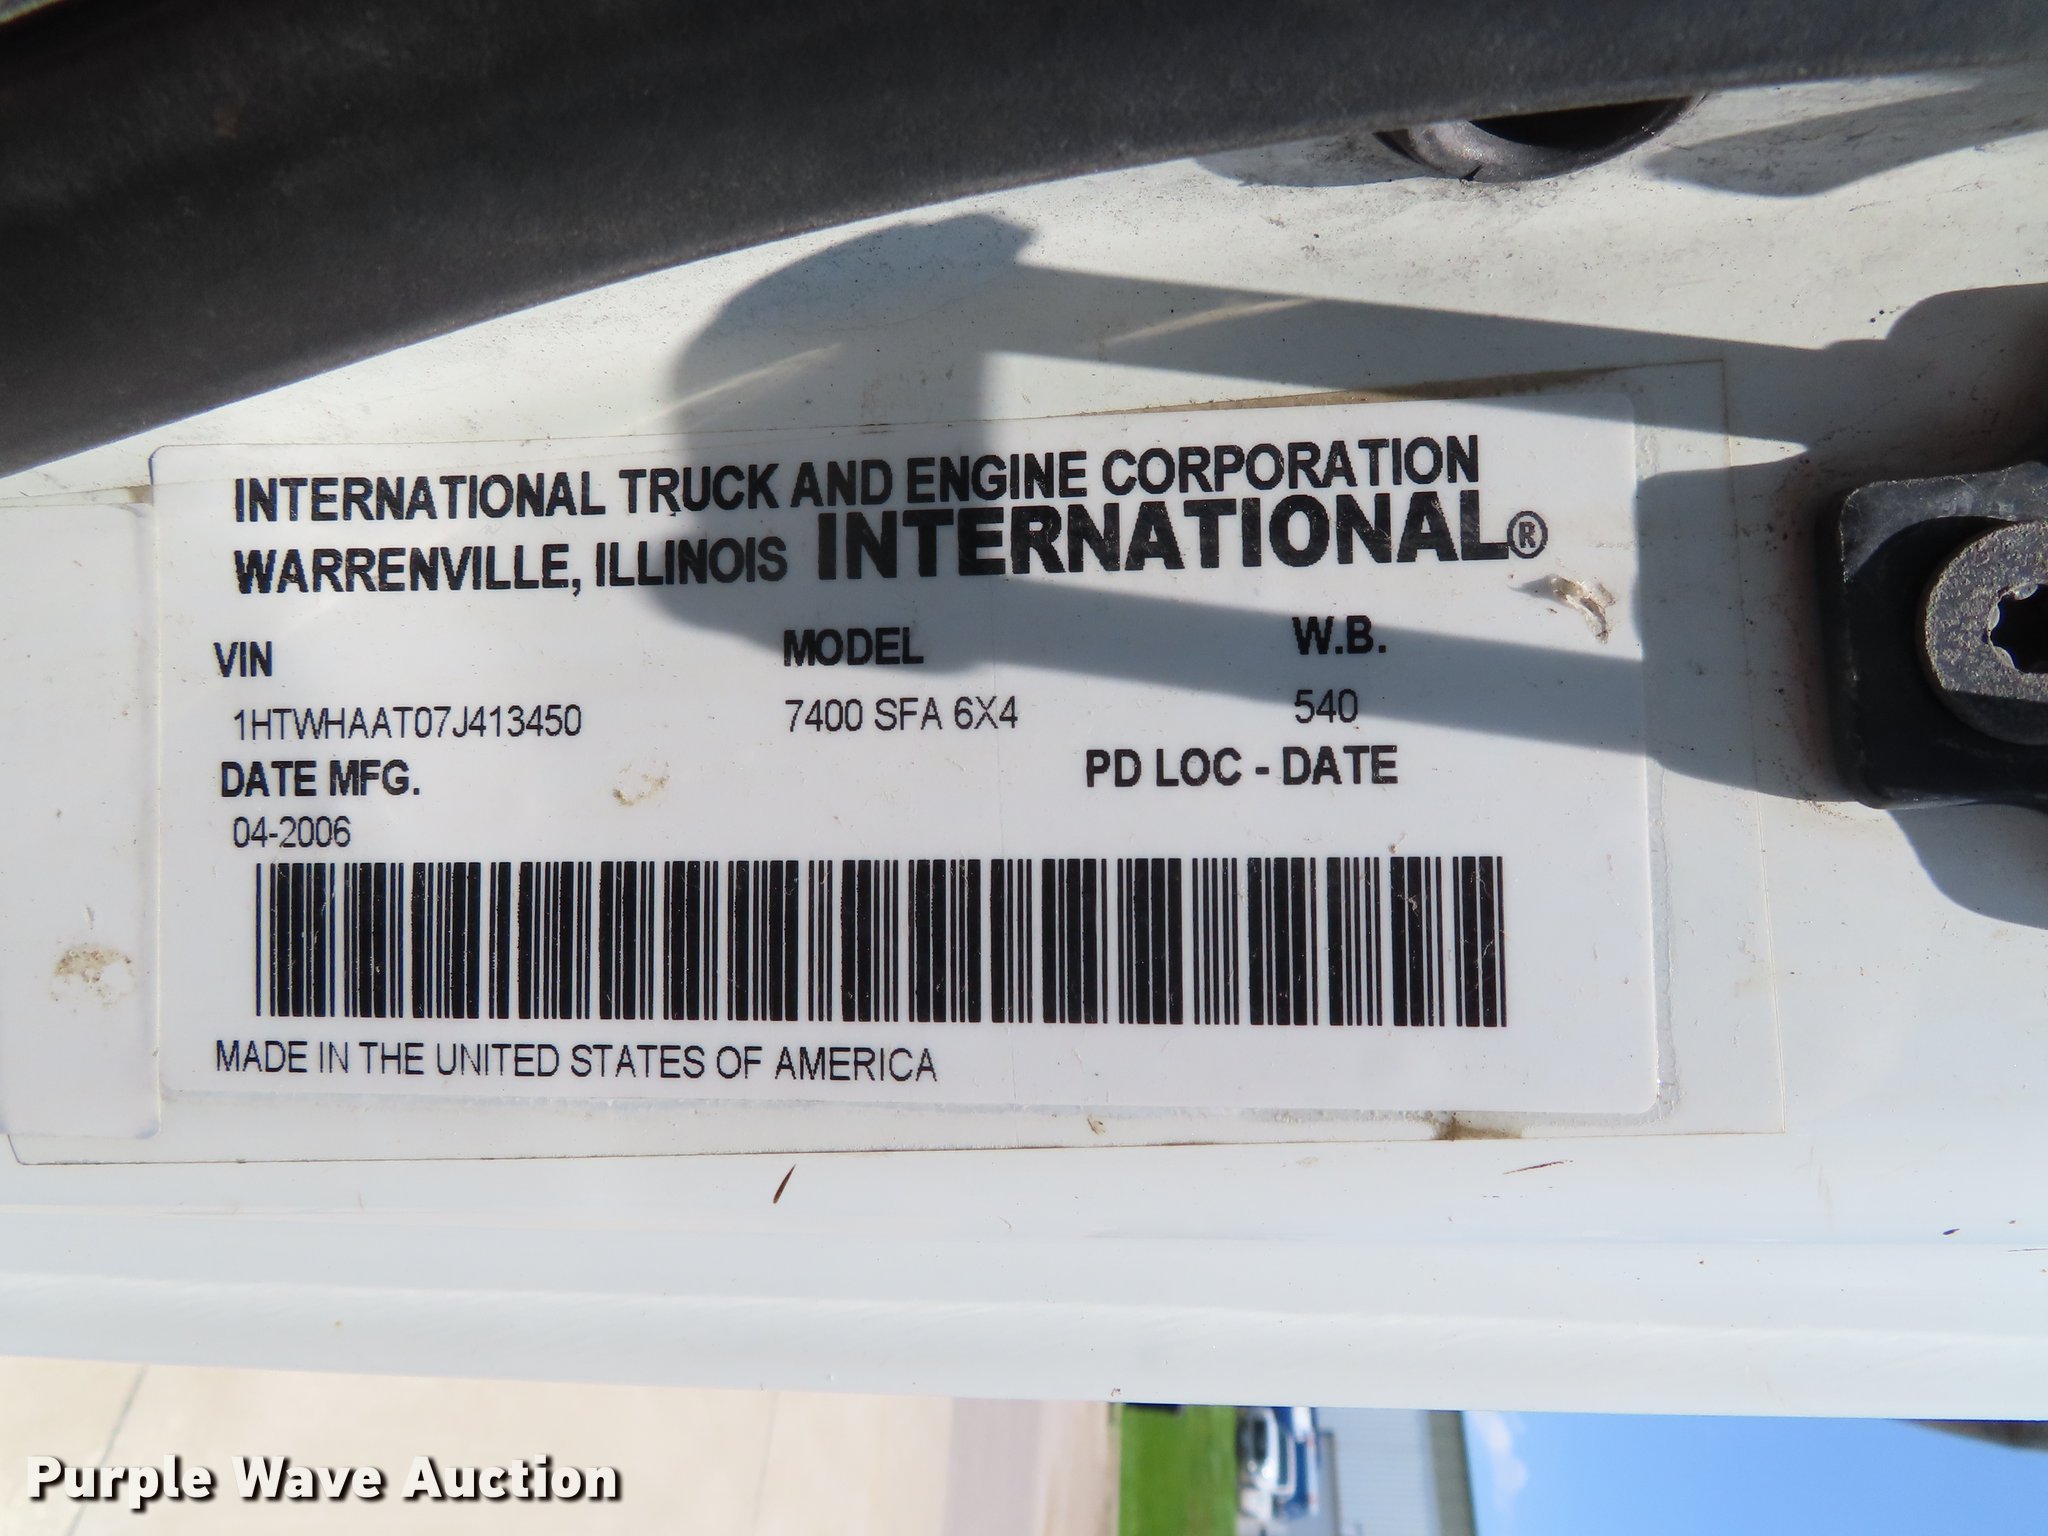 INTERNATIONAL TRUCK AND ENGINE CORPORATION
WARRENVILLE, ILLINOIS INTERNATIONAL®
VIN MODEL W.B.
1HTWHAAT07J413450 7400 SFA 6X4 540
DATE MFG. PD LOC - DATE
04-2006
MADE IN THE UNITED STATES OF AMERICA
Purple Wave Auction